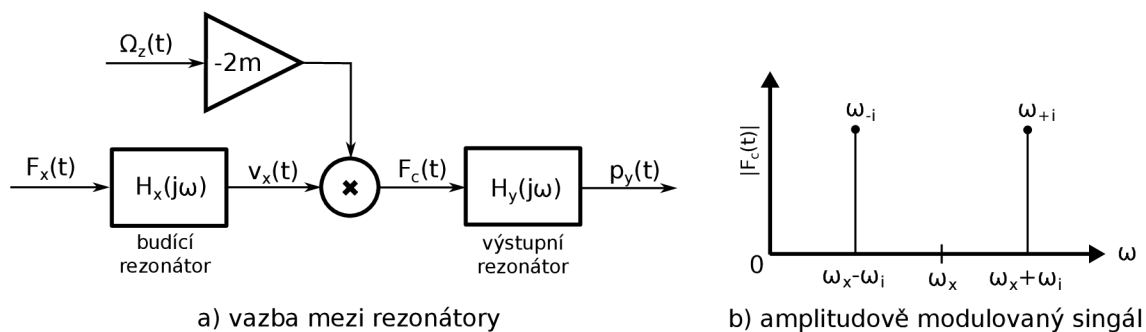 Ω_z(t)
-2m
F_x(t)
H_x(jω)
v_x(t)
×
F_c(t)
H_y(jω)
p_y(t)
budící
rezonátor
výstupní
rezonátor
a) vazba mezi rezonátory
|F_c(t)|
ω_-i
ω_+i
0
ω_x-ω_i
ω_x
ω_x+ω_i
ω
b) amplitudově modulovaný singál